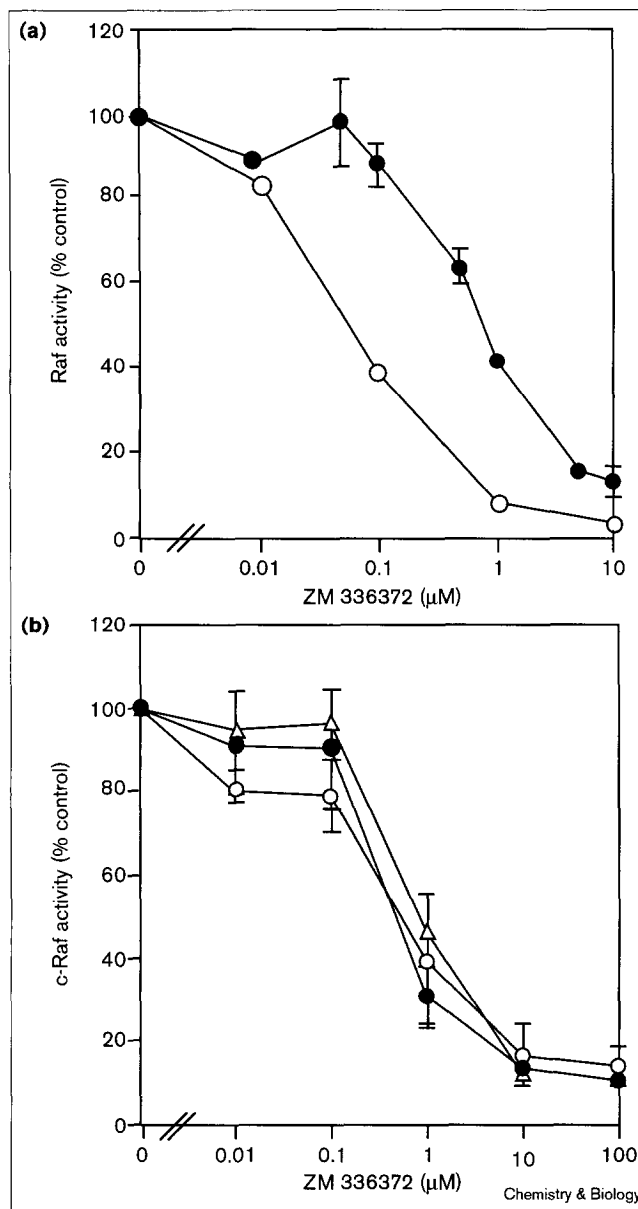 (a)
120
100
80
60
40
20
0
Raf activity (% control)
0 0.01 0.1 1 10
ZM 336372 (µM)
(b)
120
100
80
60
40
20
0
c-Raf activity (% control)
0 0.01 0.1 1 10 100
ZM 336372 (µM)
Chemistry & Biology